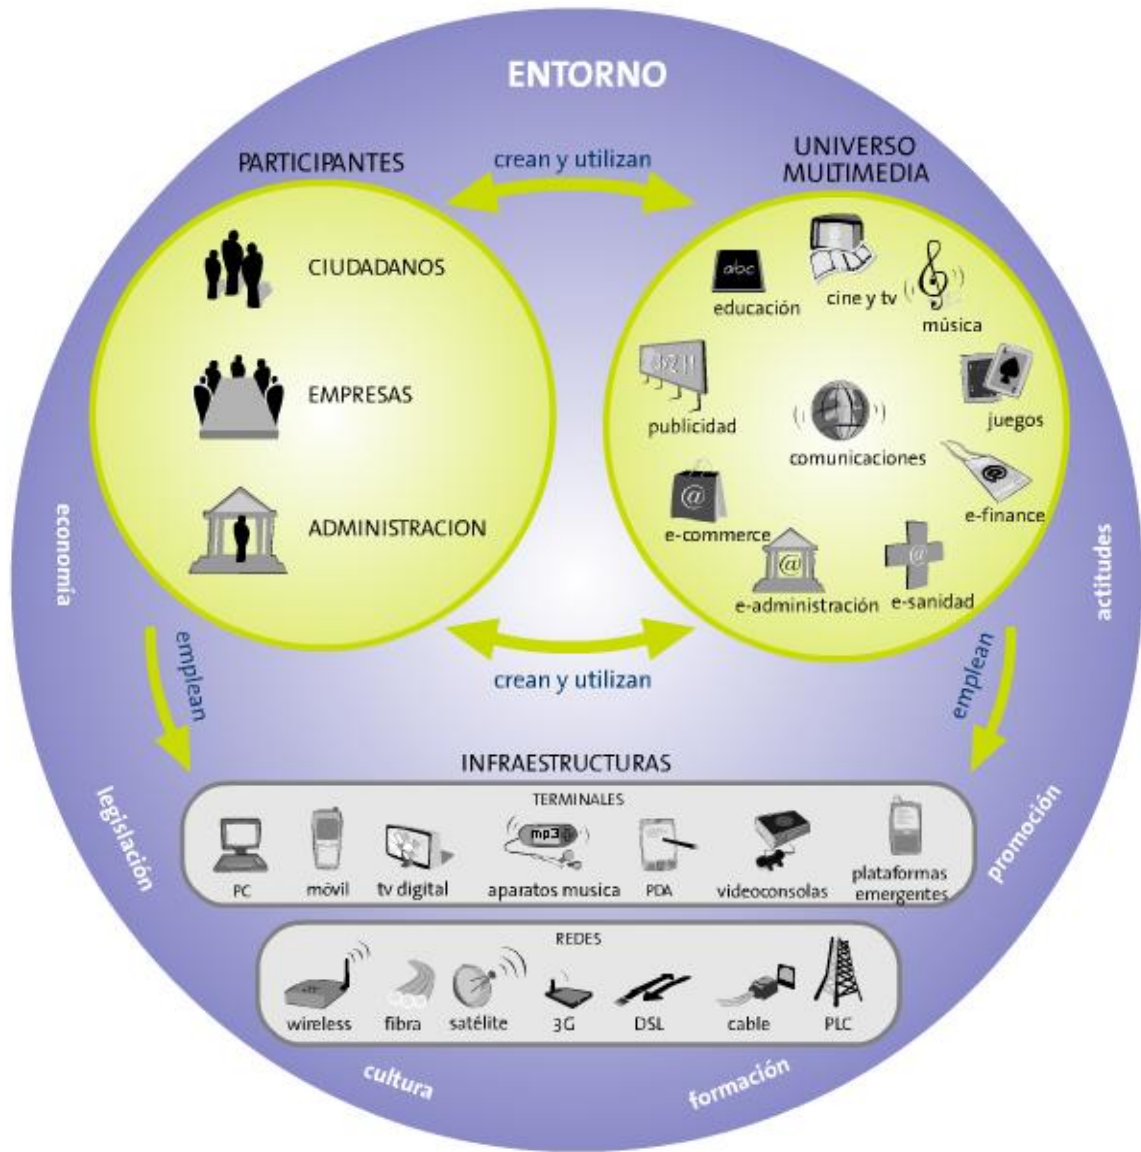 ENTORNO
PARTICIPANTES
crean y utilizan
UNIVERSO
MULTIMEDIA
CIUDADANOS
EMPRESAS
ADMINISTRACION
abc
educación
cine y tv
música
publicidad
comunicaciones
juegos
@
e-commerce
@
e-finance
@
e-administración
@
e-sanidad
crean y utilizan
economía
actitudes
emplean
emplean
legislación
promoción
INFRAESTRUCTURAS
TERMINALES
mp3
PC
móvil
tv digital
aparatos musica
PDA
videoconsolas
plataformas
emergentes
REDES
wireless
fibra
satélite
3G
DSL
cable
PLC
cultura
formación